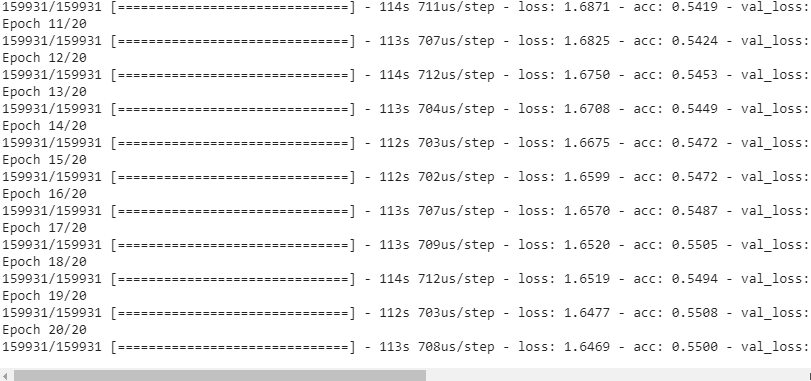 159931/159931 [==============================] - 114s 711us/step - loss: 1.6871 - acc: 0.5419 - val_loss:
Epoch 11/20
159931/159931 [==============================] - 113s 707us/step - loss: 1.6825 - acc: 0.5424 - val_loss:
Epoch 12/20
159931/159931 [==============================] - 114s 712us/step - loss: 1.6750 - acc: 0.5453 - val_loss:
Epoch 13/20
159931/159931 [==============================] - 113s 704us/step - loss: 1.6708 - acc: 0.5449 - val_loss:
Epoch 14/20
159931/159931 [==============================] - 112s 703us/step - loss: 1.6675 - acc: 0.5472 - val_loss:
Epoch 15/20
159931/159931 [==============================] - 112s 702us/step - loss: 1.6599 - acc: 0.5472 - val_loss:
Epoch 16/20
159931/159931 [==============================] - 113s 707us/step - loss: 1.6570 - acc: 0.5487 - val_loss:
Epoch 17/20
159931/159931 [==============================] - 113s 709us/step - loss: 1.6520 - acc: 0.5505 - val_loss:
Epoch 18/20
159931/159931 [==============================] - 114s 712us/step - loss: 1.6519 - acc: 0.5494 - val_loss:
Epoch 19/20
159931/159931 [==============================] - 112s 703us/step - loss: 1.6477 - acc: 0.5508 - val_loss:
Epoch 20/20
159931/159931 [==============================] - 113s 708us/step - loss: 1.6469 - acc: 0.5500 - val_loss: